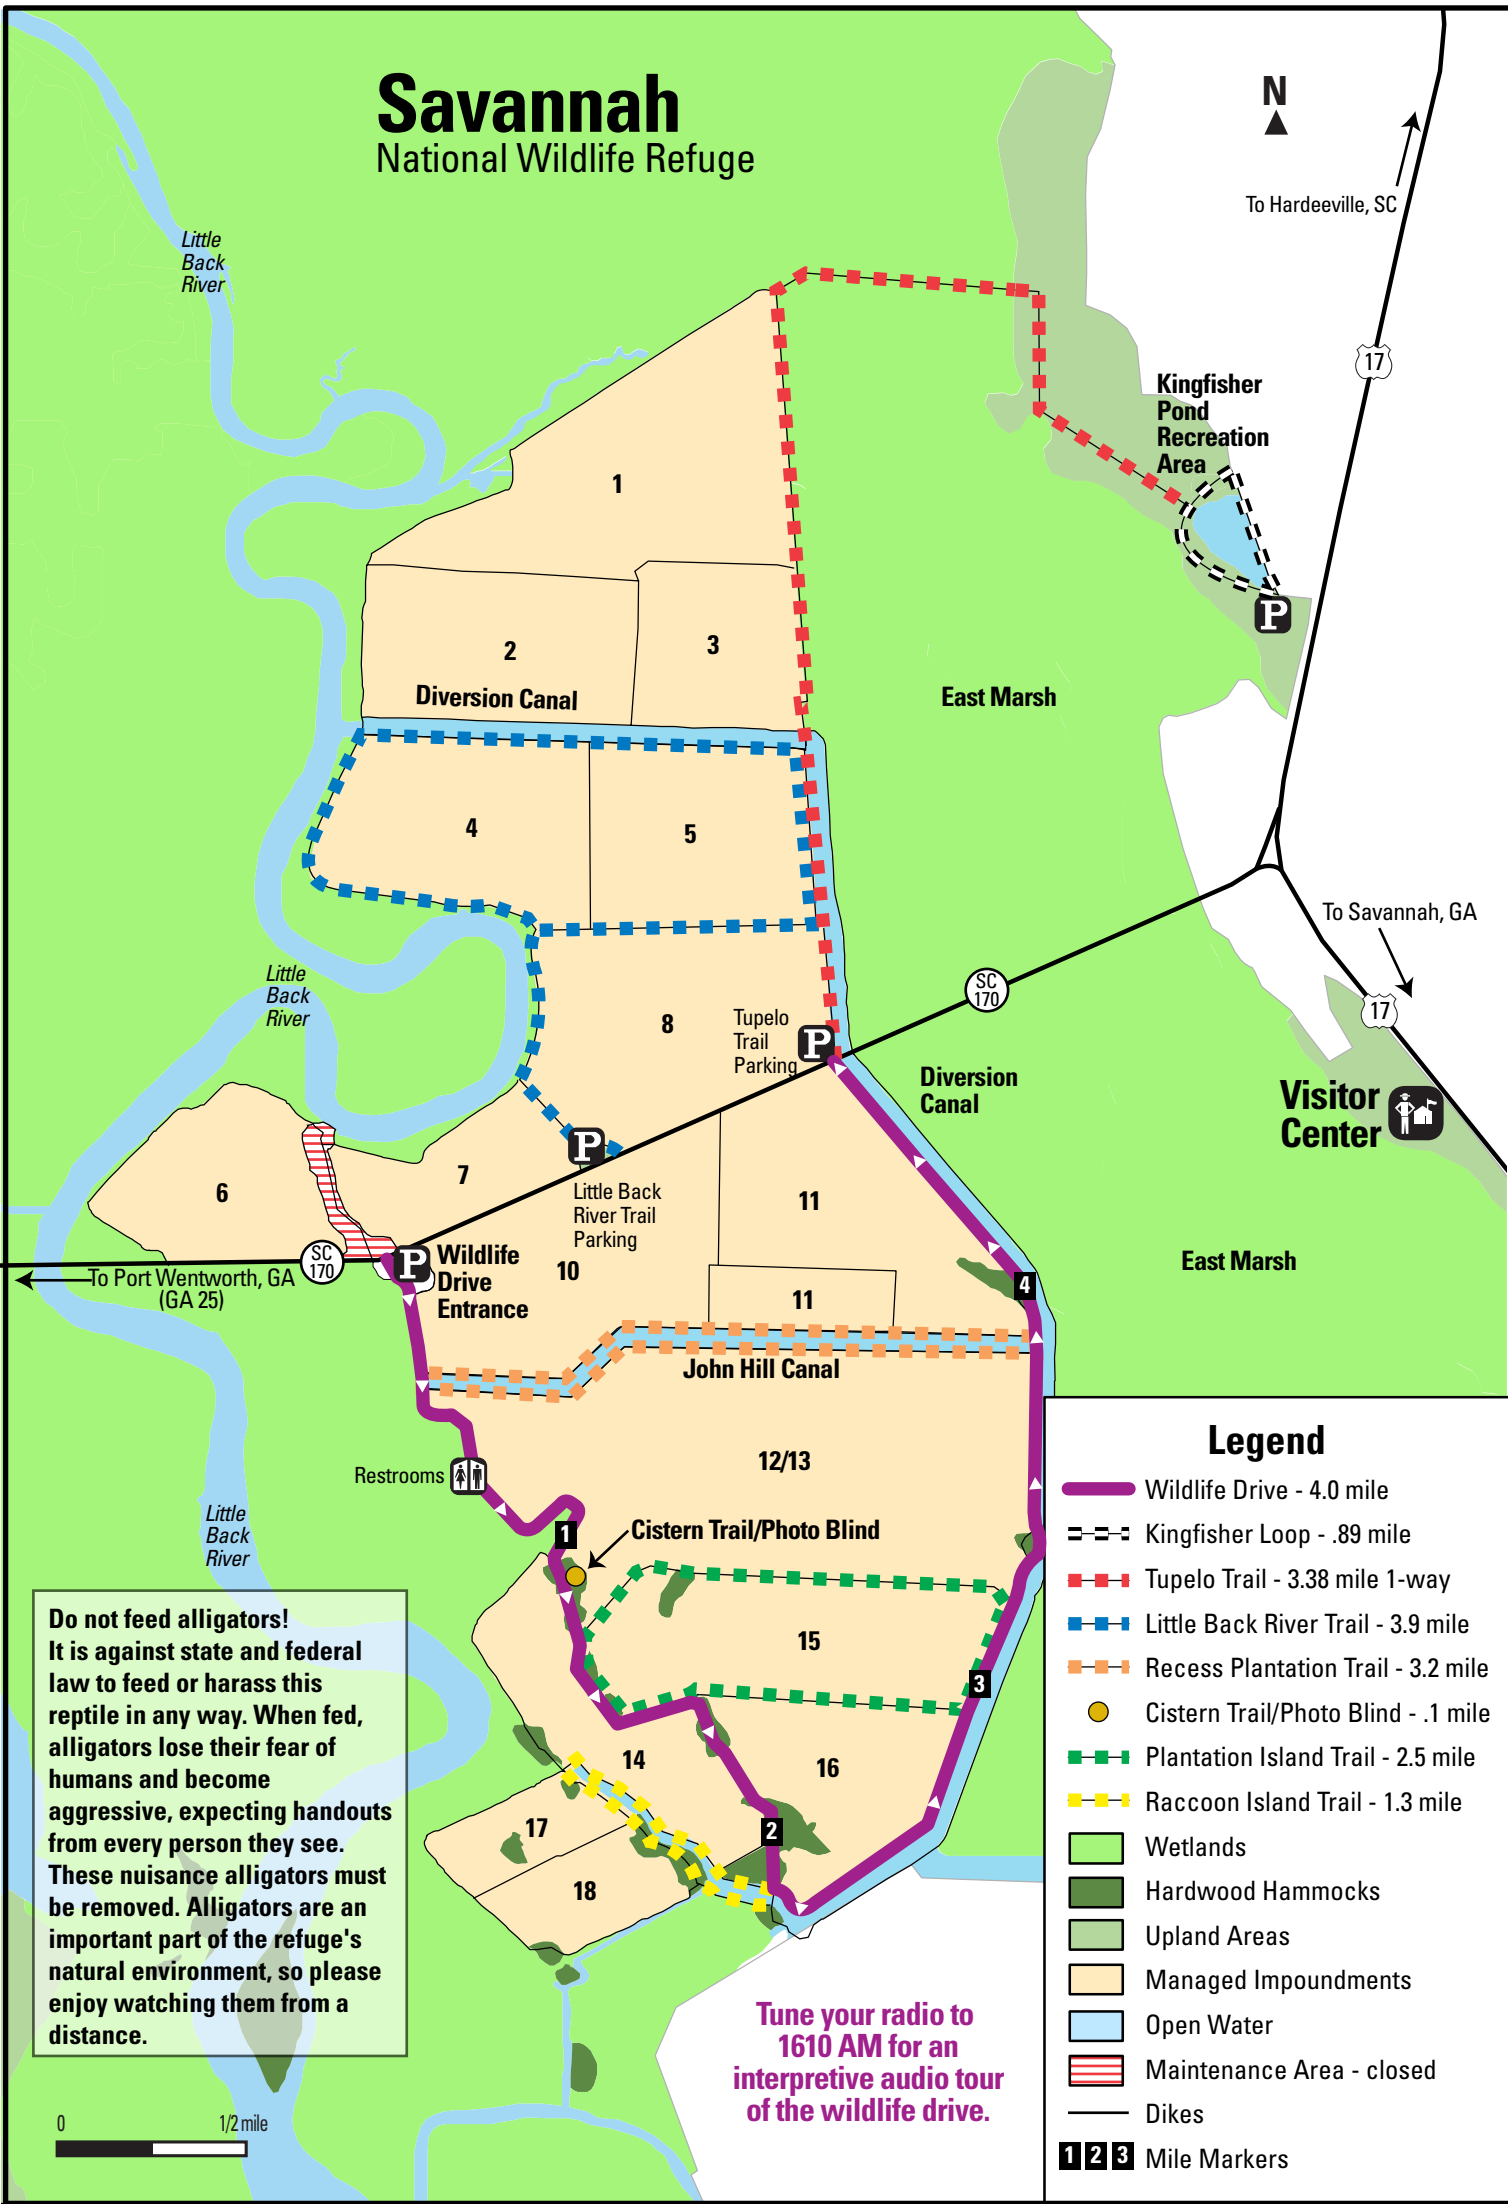 Savannah
National Wildlife Refuge
N
To Hardeeville, SC
17
Little
Back
River
Kingfisher
Pond
Recreation
Area
P
1
2
3
Diversion Canal
East Marsh
4
5
To Savannah, GA
17
SC
170
Little
Back
River
8
Tupelo
Trail
Parking
P
Diversion
Canal
Visitor
Center
P
Little Back
River Trail
Parking
6
7
11
SC
170
P
Wildlife
Drive
Entrance
10
11
4
East Marsh
To Port Wentworth, GA
(GA 25)
John Hill Canal
12/13
Restrooms
Little
Back
River
1
Cistern Trail/Photo Blind
15
3
14
16
2
17
18
Do not feed alligators!
It is against state and federal
law to feed or harass this
reptile in any way. When fed,
alligators lose their fear of
humans and become
aggressive, expecting handouts
from every person they see.
These nuisance alligators must
be removed. Alligators are an
important part of the refuge's
natural environment, so please
enjoy watching them from a
distance.
0 1/2 mile
Tune your radio to
1610 AM for an
interpretive audio tour
of the wildlife drive.
Legend
Wildlife Drive - 4.0 mile
Kingfisher Loop - .89 mile
Tupelo Trail - 3.38 mile 1-way
Little Back River Trail - 3.9 mile
Recess Plantation Trail - 3.2 mile
Cistern Trail/Photo Blind - .1 mile
Plantation Island Trail - 2.5 mile
Raccoon Island Trail - 1.3 mile
Wetlands
Hardwood Hammocks
Upland Areas
Managed Impoundments
Open Water
Maintenance Area - closed
Dikes
1 2 3 Mile Markers